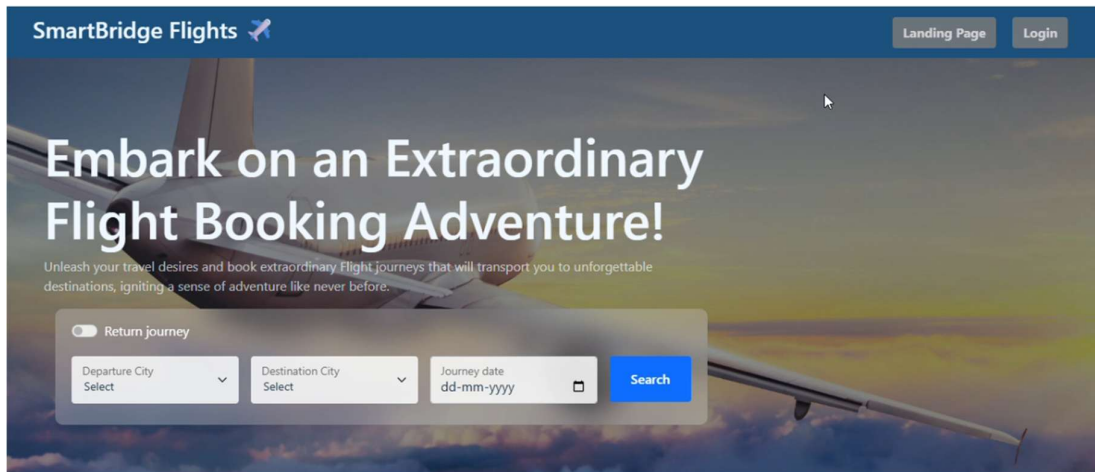 SmartBridge Flights
Landing Page
Login
Embark on an Extraordinary
Flight Booking Adventure!
Unleash your travel desires and book extraordinary Flight journeys that will transport you to unforgettable
destinations, igniting a sense of adventure like never before.
Return journey
Departure City
Select
Destination City
Select
Journey date
dd-mm-yyyy
Search